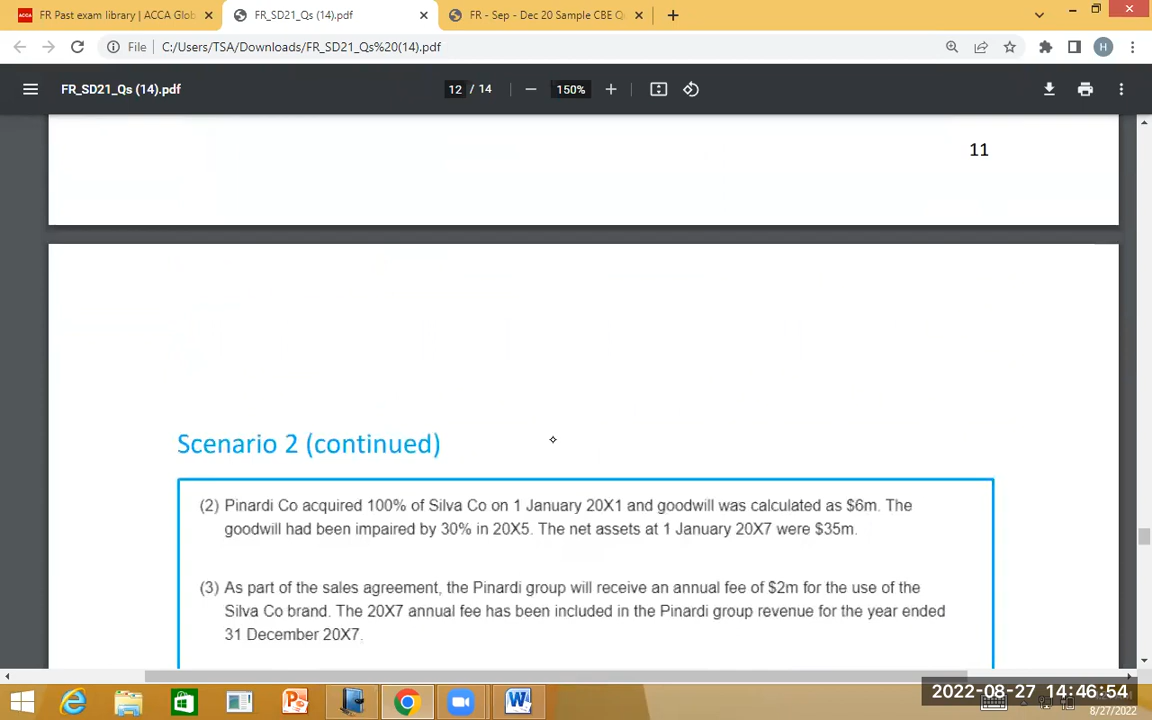 FR Past exam library | ACCA Glob
FR_SD21_Qs (14).pdf
FR - Sep - Dec 20 Sample CBE Q
File
C:/Users/TSA/Downloads/FR_SD21_Qs%20(14).pdf
H
FR_SD21_Qs (14).pdf
12 / 14
150%
11
Scenario 2 (continued)
(2) Pinardi Co acquired 100% of Silva Co on 1 January 20X1 and goodwill was calculated as $6m. The
goodwill had been impaired by 30% in 20X5. The net assets at 1 January 20X7 were $35m.
(3) As part of the sales agreement, the Pinardi group will receive an annual fee of $2m for the use of the
Silva Co brand. The 20X7 annual fee has been included in the Pinardi group revenue for the year ended
31 December 20X7.
2022-08-27 14:46:54
8/27/2022